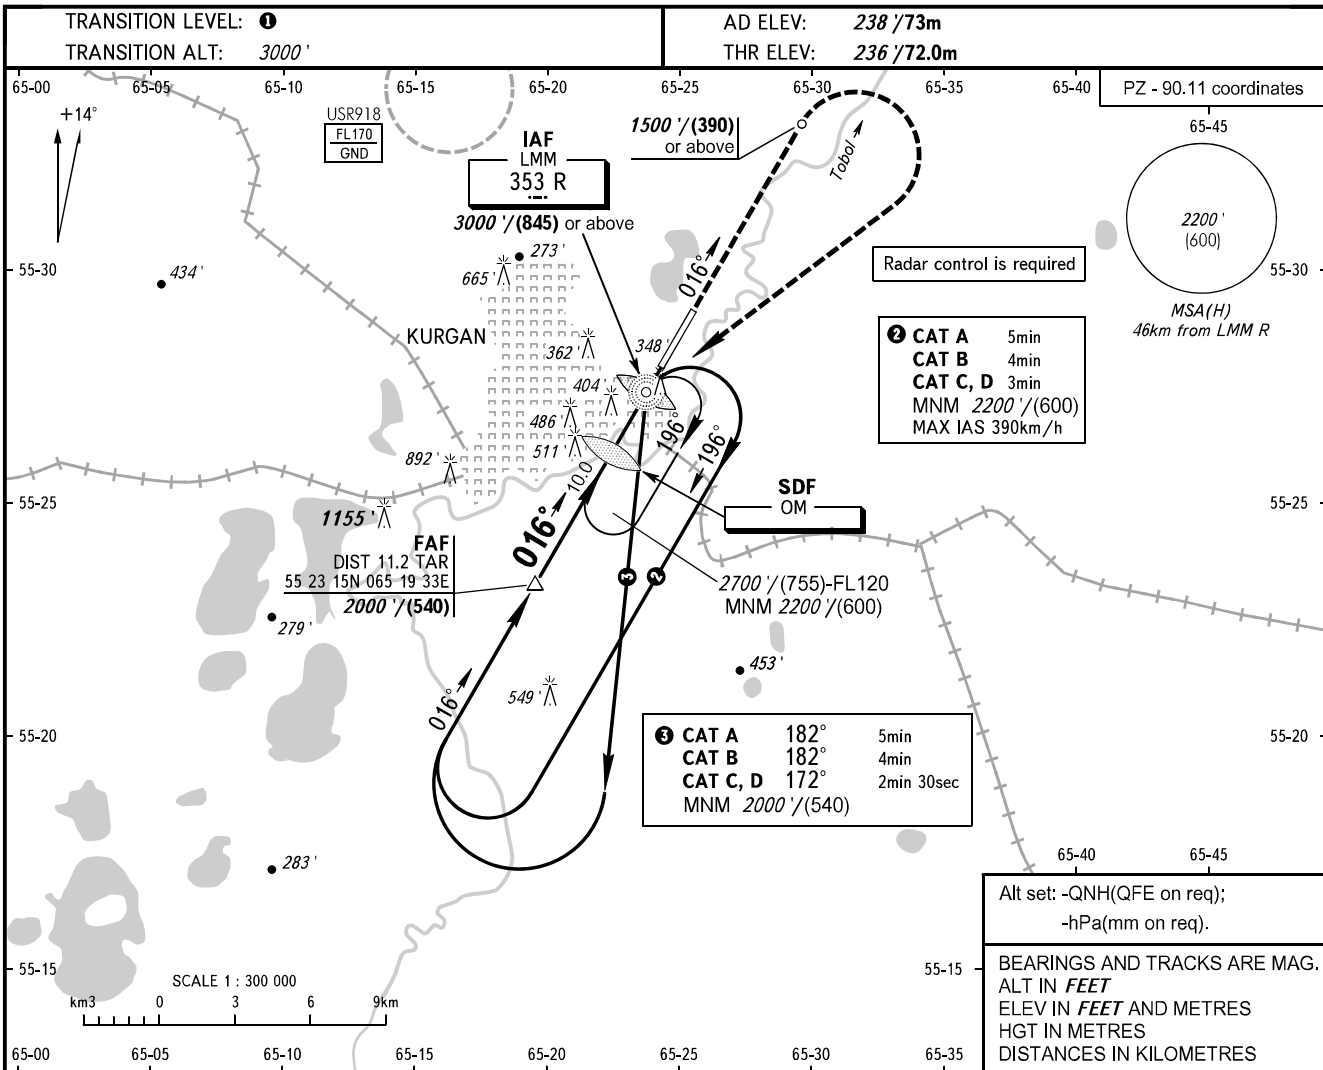 TRANSITION LEVEL: ❶
TRANSITION ALT: 3000 '
AD ELEV: 238 '/73m
THR ELEV: 236 '/72.0m
65-00 65-05 65-10 65-15 65-20 65-25 65-30 65-35 65-40
PZ - 90.11 coordinates
65-45
+14°
USR918
FL170
GND
IAF
LMM
353 R
3000 '/(845) or above
1500 '/(390)
or above
Tobol
2200 '
(600)
MSA(H)
46km from LMM R
016°
Radar control is required
55-30
55-30
434 '
273 '
665 '
KURGAN
362 '
348 '
404 '
486 '
511 '
892 '
1155 '
❷ CAT A 5min
CAT B 4min
CAT C, D 3min
MNM 2200 '/(600)
MAX IAS 390km/h
196°
196°
10.0
016°
SDF
OM
55-25
55-25
FAF
DIST 11.2 TAR
55 23 15N 065 19 33E
2000 '/(540)
❸
❷
2700 '/(755)-FL120
MNM 2200 '/(600)
279 '
453 '
549 '
016°
55-20
55-20
❸ CAT A 182° 5min
CAT B 182° 4min
CAT C, D 172° 2min 30sec
MNM 2000 '/(540)
283 '
65-40 65-45
Alt set: -QNH(QFE on req);
-hPa(mm on req).
55-15
55-15
BEARINGS AND TRACKS ARE MAG.
ALT IN FEET
ELEV IN FEET AND METRES
HGT IN METRES
DISTANCES IN KILOMETRES
SCALE 1 : 300 000
km3 0 3 6 9km
65-00 65-05 65-10 65-15 65-20 65-25 65-30 65-35